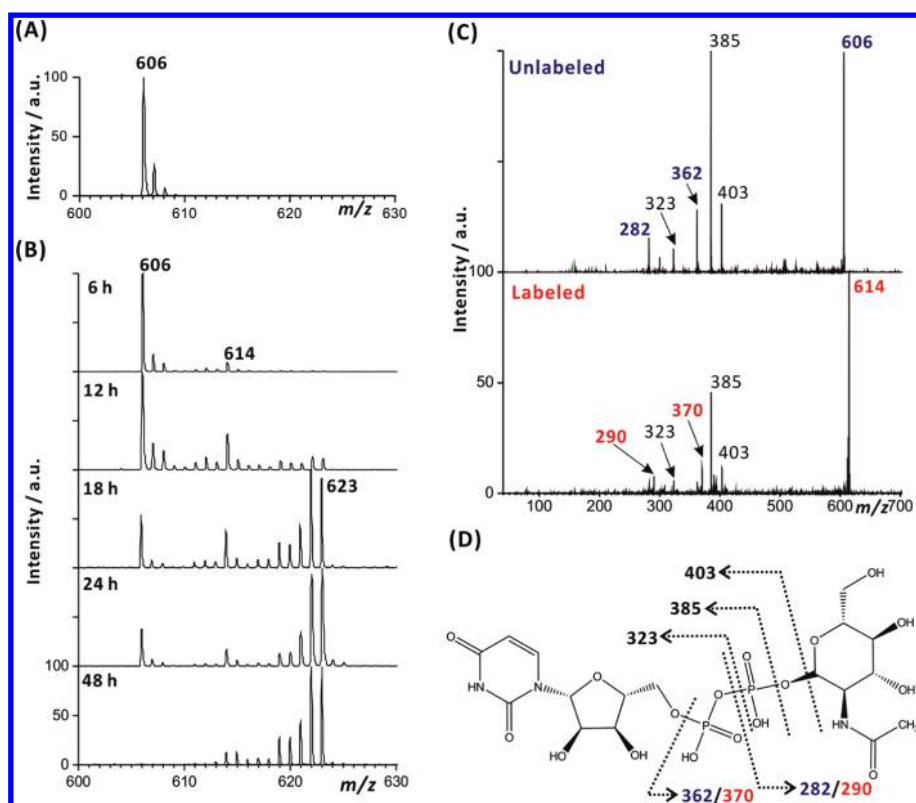 (A)
606
Intensity / a.u.
100
50
0
600 610 620 630
m/z
(B)
606
6 h
614
12 h
18 h
623
24 h
100
48 h
50
0
Intensity / a.u.
600 610 620 630
m/z
(C)
385
606
Unlabeled
362
323
403
282
Intensity / a.u.
100
614
Labeled
385
50
370
290
323
403
0
100 200 300 400 500 600 700
m/z
(D)
403
385
323
OH
O
OH
O
NH
N
O
O
O
O
P
O
P
O
O
OH
OH
HO
O
HN
CH3
O
HO
OH
O
362/370
282/290